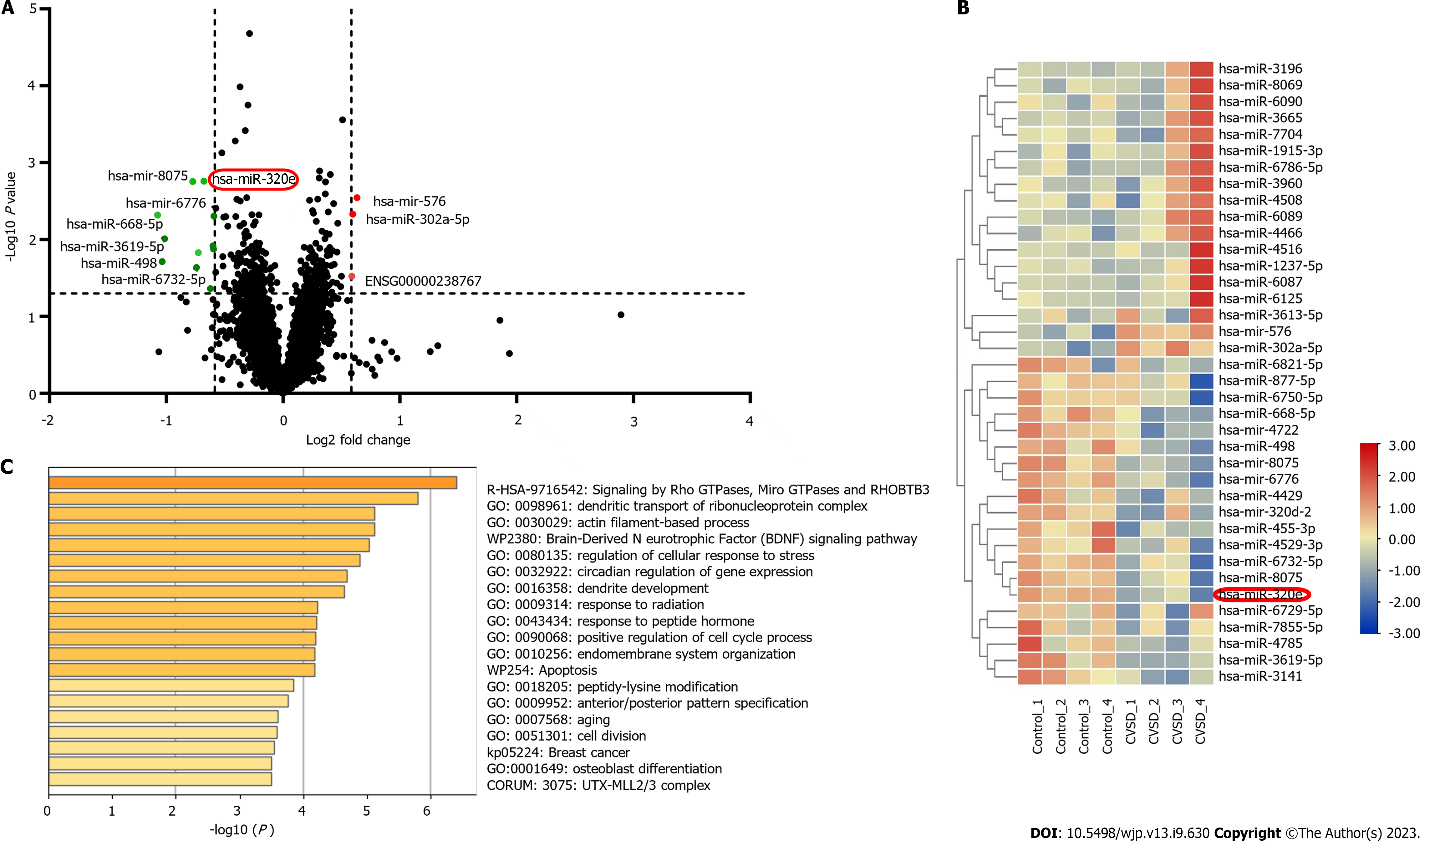 A
5
4
3
2
1
0
-Log10 P value
-2
-1
0
1
2
3
4
Log2 fold change
hsa-mir-8075
hsa-miR-320e
hsa-mir-6776
hsa-miR-668-5p
hsa-miR-3619-5p
hsa-miR-498
hsa-miR-6732-5p
hsa-mir-576
hsa-miR-302a-5p
ENSG00000238767
B
hsa-miR-3196
hsa-miR-8069
hsa-miR-6090
hsa-miR-3665
hsa-miR-7704
hsa-miR-1915-3p
hsa-miR-6786-5p
hsa-miR-3960
hsa-miR-4508
hsa-miR-6089
hsa-miR-4466
hsa-miR-4516
hsa-miR-1237-5p
hsa-miR-6087
hsa-miR-6125
hsa-miR-3613-5p
hsa-mir-576
hsa-miR-302a-5p
hsa-miR-6821-5p
hsa-miR-877-5p
hsa-miR-6750-5p
hsa-miR-668-5p
hsa-mir-4722
hsa-miR-498
hsa-mir-8075
hsa-mir-6776
hsa-miR-4429
hsa-mir-320d-2
hsa-miR-455-3p
hsa-miR-4529-3p
hsa-miR-6732-5p
hsa-miR-8075
hsa-miR-320e
hsa-miR-6729-5p
hsa-miR-7855-5p
hsa-miR-4785
hsa-miR-3619-5p
hsa-miR-3141
Control_1
Control_2
Control_3
Control_4
CVSD_1
CVSD_2
CVSD_3
CVSD_4
3.00
2.00
1.00
0.00
-1.00
-2.00
-3.00
C
R-HSA-9716542: Signaling by Rho GTPases, Miro GTPases and RHOBTB3
GO: 0098961: dendritic transport of ribonucleoprotein complex
GO: 0030029: actin filament-based process
WP2380: Brain-Derived N eurotrophic Factor (BDNF) signaling pathway
GO: 0080135: regulation of cellular response to stress
GO: 0032922: circadian regulation of gene expression
GO: 0016358: dendrite development
GO: 0009314: response to radiation
GO: 0043434: response to peptide hormone
GO: 0090068: positive regulation of cell cycle process
GO: 0010256: endomembrane system organization
WP254: Apoptosis
GO: 0018205: peptidy-lysine modification
GO: 0009952: anterior/posterior pattern specification
GO: 0007568: aging
GO: 0051301: cell division
kp05224: Breast cancer
GO:0001649: osteoblast differentiation
CORUM: 3075: UTX-MLL2/3 complex
0
1
2
3
4
5
6
-log10 (P)
DOI: 10.5498/wjp.v13.i9.630 Copyright ©The Author(s) 2023.